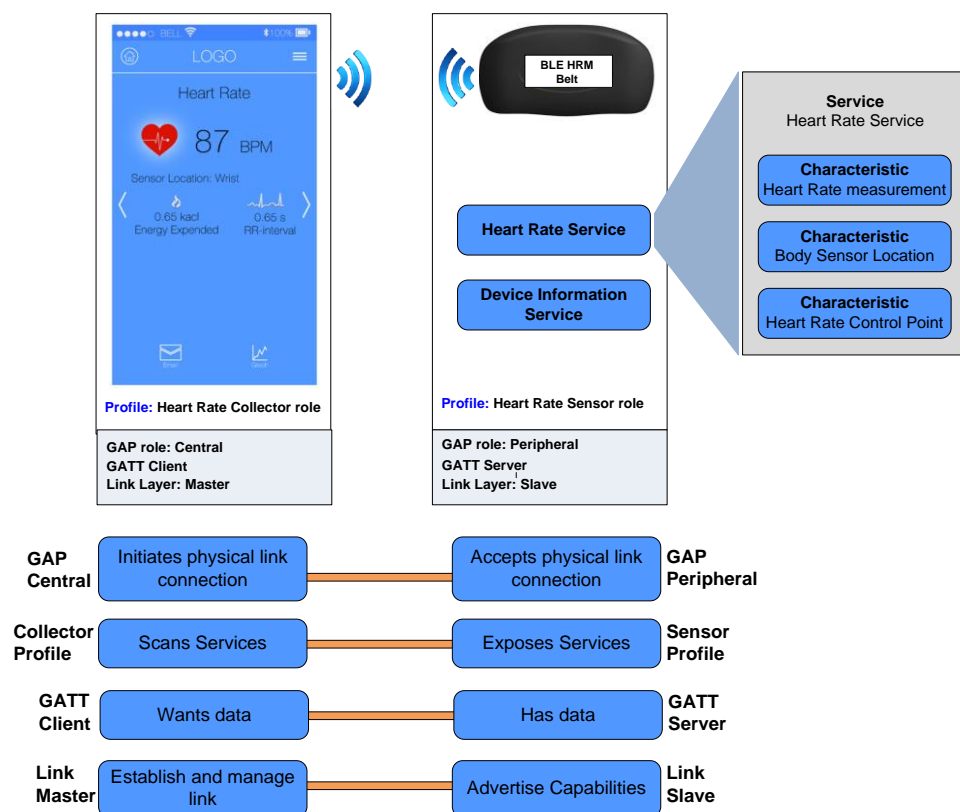 BELL
100%
LOGO
Heart Rate
87 BPM
Sensor Location: Wrist
0.65 kacl
Energy Expended
0.65 s
RR-interval
Email
Graph
Profile: Heart Rate Collector role
GAP role: Central
GATT Client
Link Layer: Master
BLE HRM
Belt
Heart Rate Service
Device Information
Service
Profile: Heart Rate Sensor role
GAP role: Peripheral
GATT Server
Link Layer: Slave
Service
Heart Rate Service
Characteristic
Heart Rate measurement
Characteristic
Body Sensor Location
Characteristic
Heart Rate Control Point
GAP
Central
Initiates physical link
connection
Accepts physical link
connection
GAP
Peripheral
Collector
Profile
Scans Services
Exposes Services
Sensor
Profile
GATT
Client
Wants data
Has data
GATT
Server
Link
Master
Establish and manage
link
Advertise Capabilities
Link
Slave